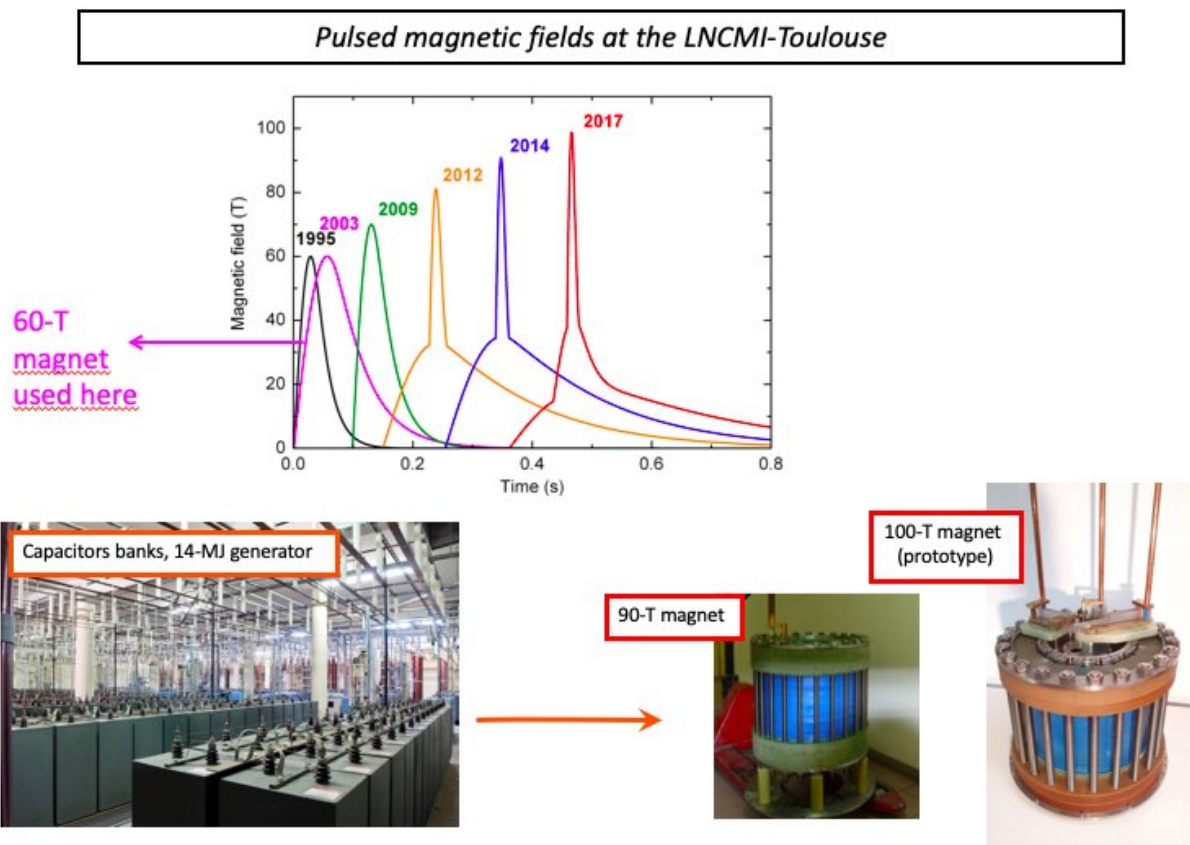 Pulsed magnetic fields at the LNCMI-Toulouse
100
80
60
40
20
0
Magnetic field (T)
1995
2003
2009
2012
2014
2017
0.0
0.2
0.4
0.6
0.8
Time (s)
60-T
magnet
used here
Capacitors banks, 14-MJ generator
90-T magnet
100-T magnet
(prototype)